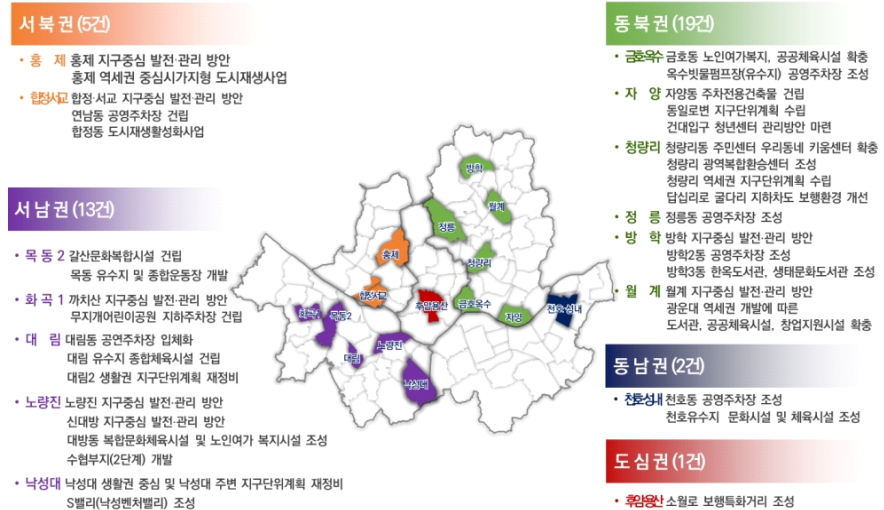 서북권(5건)
• 홍 제 홍제 지구중심 발전·관리 방안
홍제 역세권 중심시가지형 도시재생사업
• 합정서교 합정·서교 지구중심 발전·관리 방안
연남동 공영주차장 건립
합정동 도시재생활성화사업
서남권(13건)
• 목동2 갈산문화복합시설 건립
목동 유수지 및 종합운동장 개발
• 화곡1 까치산 지구중심 발전·관리 방안
무지개어린이공원 지하주차장 건립
• 대 림 대림동 공연주차장 입체화
대림 유수지 종합체육시설 건립
대림2 생활권 지구단위계획 재정비
• 노량진 노량진 지구중심 발전·관리 방안
신대방 지구중심 발전·관리 방안
대방동 복합문화체육시설 및 노인여가 복지시설 조성
수협부지(2단계) 개발
• 낙성대 낙성대 생활권 중심 및 낙성대 주변 지구단위계획 재정비
S밸리(낙성벤처밸리) 조성
방학
월계
정릉
홍제
청량리
합정서교
후암용산
금호옥수
자양
천호·성내
목동2
대림
노량진
낙성대
동북권(19건)
• 금호옥수 금호동 노인여가복지, 공공체육시설 확충
옥수빗물펌프장(유수지) 공영주차장 조성
• 자 양 자양동 주차전용건축물 건립
동일로변 지구단위계획 수립
건대입구 청년센터 관리방안 마련
• 청량리 청량리동 주민센터 우리동네 키움센터 확충
청량리 광역복합환승센터 조성
청량리 역세권 지구단위계획 수립
답십리로 굴다리 지하차도 보행환경 개선
• 정 릉 정릉동 공영주차장 조성
• 방 학 방학 지구중심 발전·관리 방안
방학2동 공영주차장 조성
방학3동 한옥도서관, 생태문화도서관 조성
• 월 계 월계 지구중심 발전·관리 방안
광운대 역세권 개발에 따른
도서관, 공공체육시설, 창업지원시설 확충
동남권(2건)
• 천호성내 천호동 공영주차장 조성
천호유수지 문화시설 및 체육시설 조성
도심권(1건)
• 후암용산 소월로 보행특화거리 조성